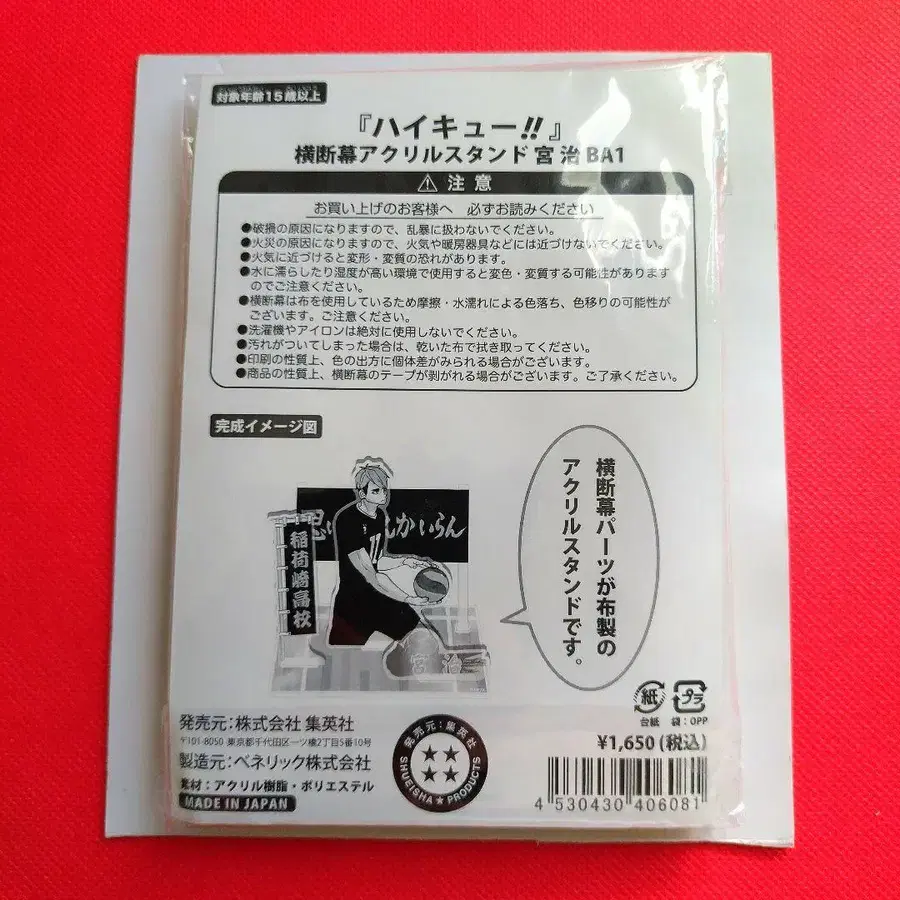 対象年齢15歳以上
『ハイキュー!!』
横断幕アクリルスタンド 宮 治 BA1
⚠ 注 意
お買い上げのお客様へ 必ずお読みください
●破損の原因になりますので、乱暴に扱わないでください。
●火災の原因になりますので、火気や暖房器具などには近づけないでください。
●火気に近づけると変形・変質の恐れがあります。
●水に濡らしたり湿度が高い環境で使用すると変色・変質する可能性があります
のでご注意ください。
●横断幕は布を使用しているため摩擦・水濡れによる色落ち、色移りの可能性が
ございます。ご注意ください。
●洗濯機やアイロンは絶対に使用しないでください。
●汚れがついてしまった場合は、乾いた布で拭き取ってください。
●印刷の性質上、色の出方に個体差がみられる場合がございます。
●商品の性質上、横断幕のテープが剥がれる場合がございます。ご了承ください。
完成イメージ図
横断幕パーツが布製の
アクリルスタンドです。
んかいらん
稲荷崎高校
11
宮 治
紙
プラ
台紙 袋:OPP
発売元:株式会社 集英社
〒101-8050 東京都千代田区一ツ橋2丁目5番10号
製造元:ベネリック株式会社
素材:アクリル樹脂・ポリエステル
MADE IN JAPAN
発売元:集英社
SHUEISHA★PRODUCTS
¥1,650(税込)
4 530430 406081